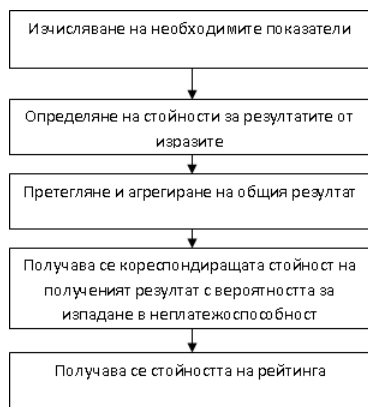 Изчисляване на необходимите показатели
Определяне на стойности за резултатите от
изразите
Претегляне и агрегиране на общия резултат
Получава се кореспондиращата стойност на
полученият резултат с вероятността за
изпадане в неплатежоспособност
Получава се стойността на рейтинга